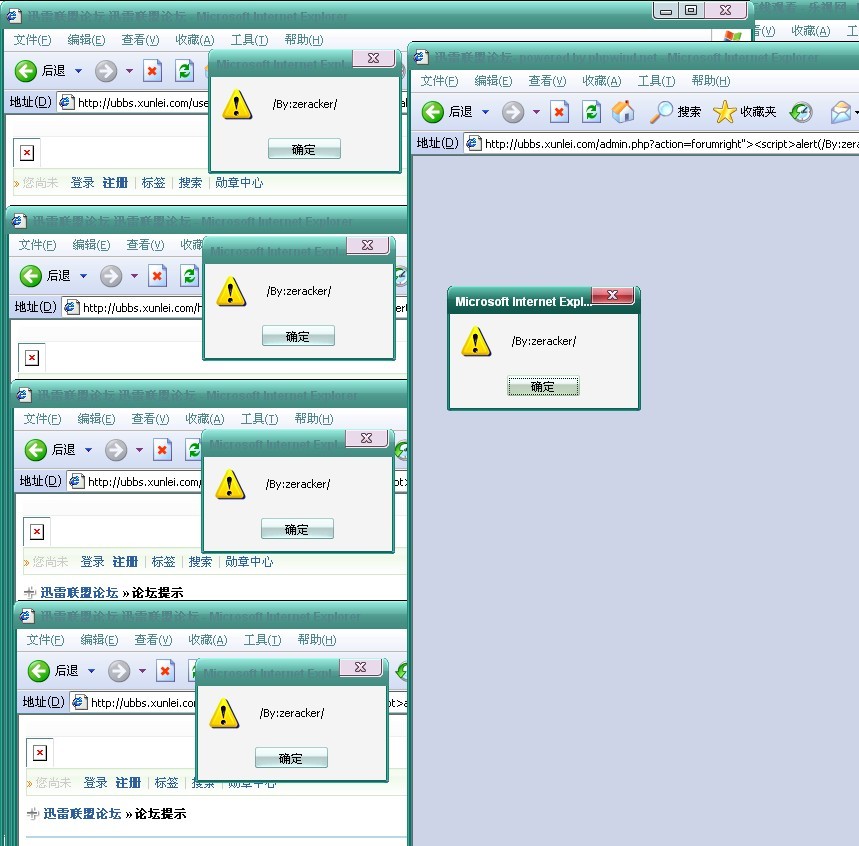 迅雷联盟论坛 迅雷联盟论坛 - Microsoft Internet Explorer
文件(F) 编辑(E) 查看(V) 收藏(A) 工具(T) 帮助(H)
后退
地址(D) http://ubbs.xunlei.com/use
Microsoft Internet Expl...
/By:zeracker/
确定
您尚未 登录 注册 | 标签 | 搜索 | 勋章中心
迅雷联盟论坛 迅雷联盟论坛 - Microsoft Internet Explorer
文件(F) 编辑(E) 查看(V) 收藏
后退
地址(D) http://ubbs.xunlei.com/h
Microsoft Internet Expl...
/By:zeracker/
确定
迅雷联盟论坛 迅雷联盟论坛 - Microsoft Internet Explorer
文件(F) 编辑(E) 查看(V) 收藏(A) 工具(T) 帮助(H)
后退
地址(D) http://ubbs.xunlei.com/
Microsoft Internet Expl...
/By:zeracker/
确定
您尚未 登录 注册 | 标签 | 搜索 | 勋章中心
迅雷联盟论坛 » 论坛提示
迅雷联盟论坛 迅雷联盟论坛 - Microsoft Internet Explorer
文件(F) 编辑(E) 查看(V) 收藏(A) 工具(T) 帮助(H)
后退
地址(D) http://ubbs.xunlei.co
Microsoft Internet Expl...
/By:zeracker/
确定
您尚未 登录 注册 | 标签 | 搜索 勋章中心
迅雷联盟论坛 » 论坛提示
(V) 收藏(A) 工
Microsoft Internet Explorer
文件(F) 编辑(E) 查看(V) 收藏(A) 工具(T) 帮助(H)
后退 搜索 收藏夹
地址(D) http://ubbs.xunlei.com/admin.php?action=forumright"><script>alert(/By:zera
Microsoft Internet Expl...
/By:zeracker/
确定